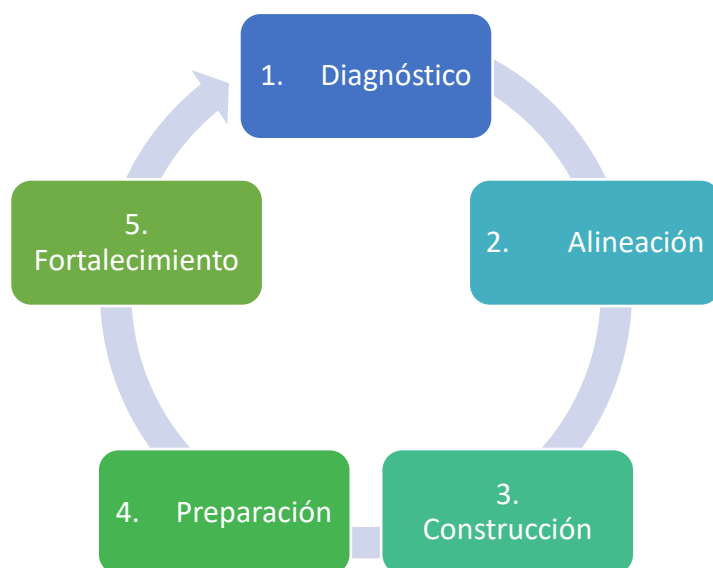 1. Diagnóstico
2. Alineación
3.
Construcción
4. Preparación
5.
Fortalecimiento